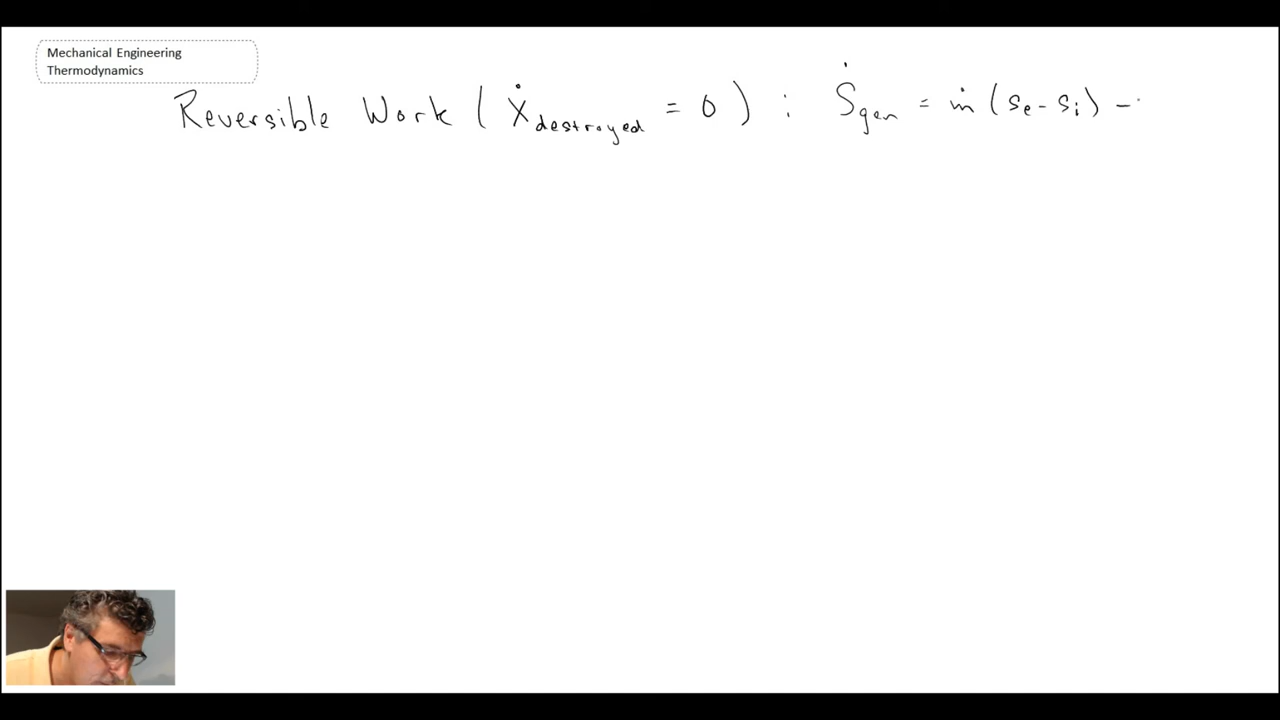 Mechanical Engineering
Thermodynamics
Reversible Work ( Ẋdestroyed = 0 ) : Ṡgen = ṁ (se - si) -